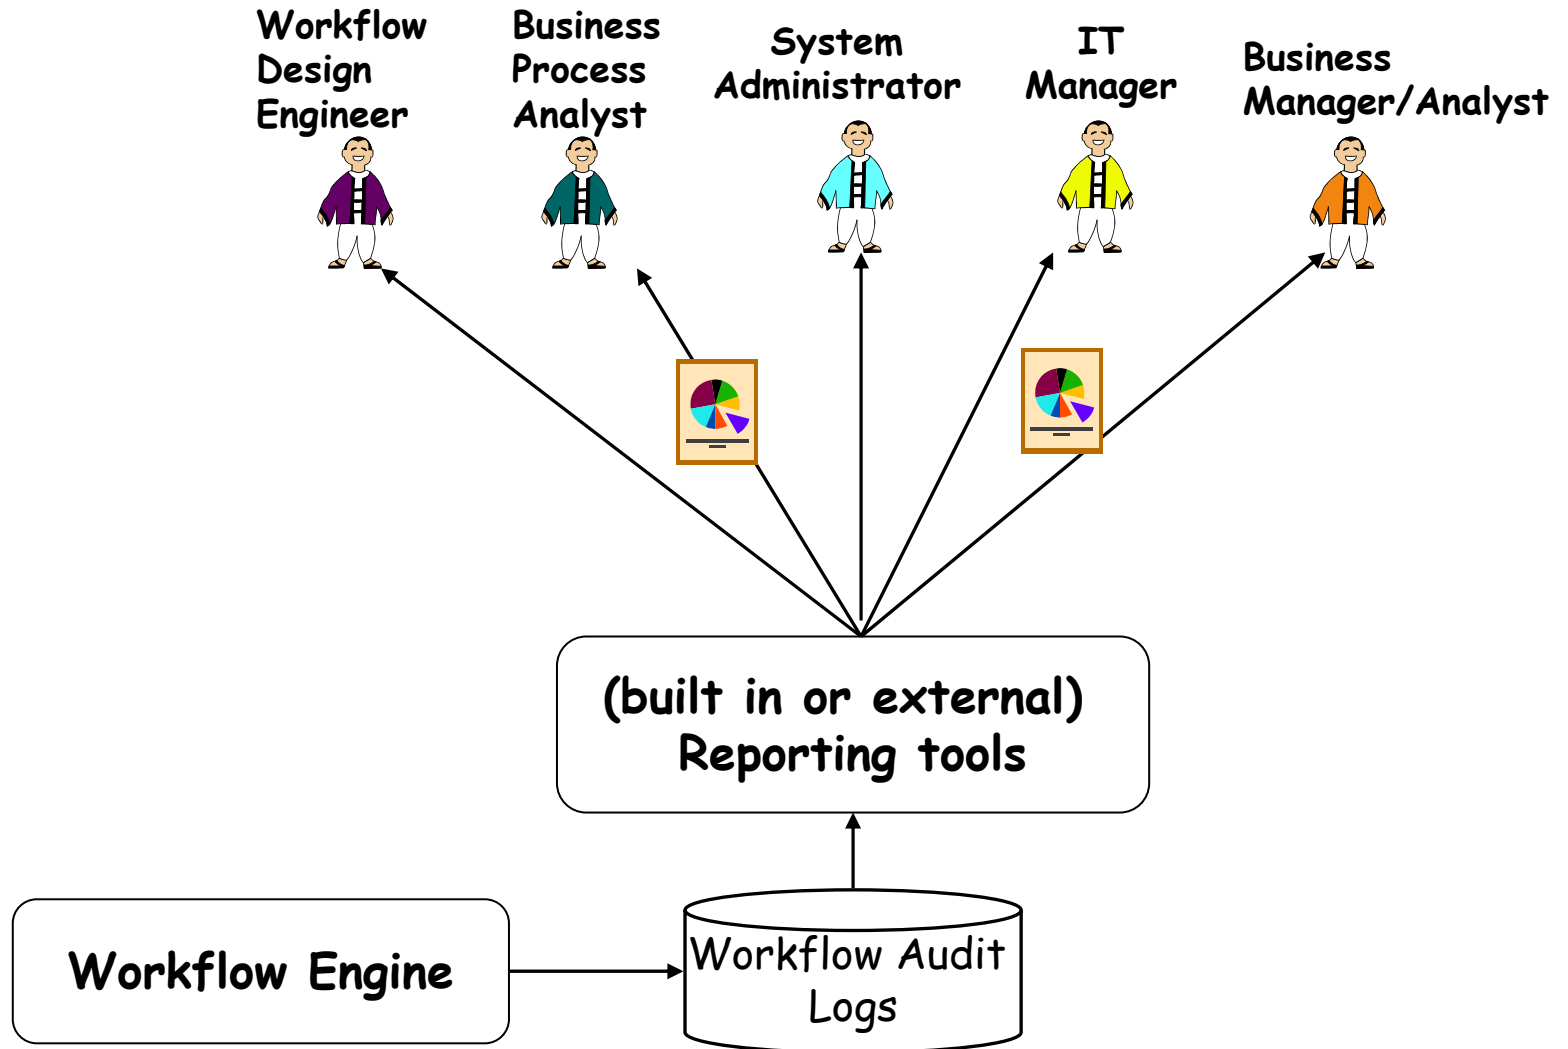 Workflow
Design
Engineer
Business
Process
Analyst
System
Administrator
IT
Manager
Business
Manager/Analyst
(built in or external)
Reporting tools
Workflow Engine
Workflow Audit
Logs